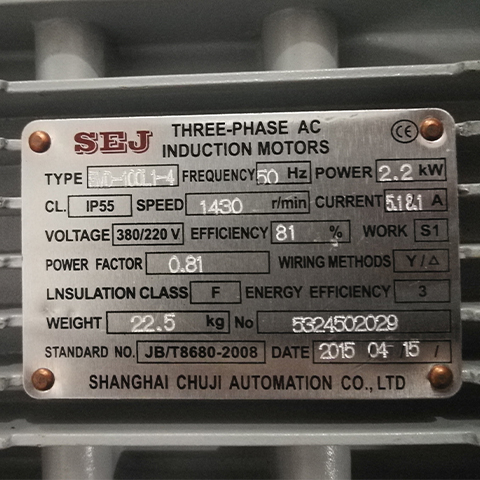 SEJ THREE-PHASE AC
INDUCTION MOTORS
TYPE FREQUENCY 50 Hz POWER 2.2 kW
CL. IP55 SPEED 1430 r/min CURRENT A
VOLTAGE 380/220 V EFFICIENCY 81 % WORK S1
POWER FACTOR 0.81 WIRING METHODS Y/△
LNSULATION CLASS F ENERGY EFFICIENCY 3
WEIGHT 22.5 kg No 5324502029
STANDARD NO. JB/T8680-2008 DATE 2015 04/15/
SHANGHAI CHUJI AUTOMATION CO., LTD
CE